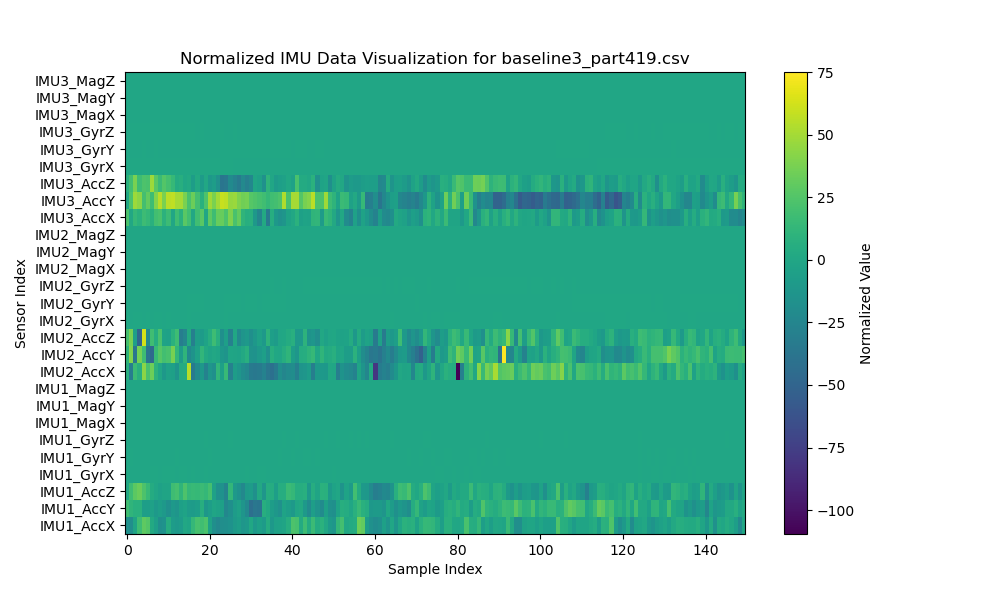 Normalized IMU Data Visualization for baseline3_part419.csv
IMU3_MagZ
IMU3_MagY
IMU3_MagX
IMU3_GyrZ
IMU3_GyrY
IMU3_GyrX
IMU3_AccZ
IMU3_AccY
IMU3_AccX
IMU2_MagZ
IMU2_MagY
IMU2_MagX
IMU2_GyrZ
IMU2_GyrY
IMU2_GyrX
IMU2_AccZ
IMU2_AccY
IMU2_AccX
IMU1_MagZ
IMU1_MagY
IMU1_MagX
IMU1_GyrZ
IMU1_GyrY
IMU1_GyrX
IMU1_AccZ
IMU1_AccY
IMU1_AccX
Sensor Index
0 20 40 60 80 100 120 140
Sample Index
75
50
25
0
−25
−50
−75
−100
Normalized Value